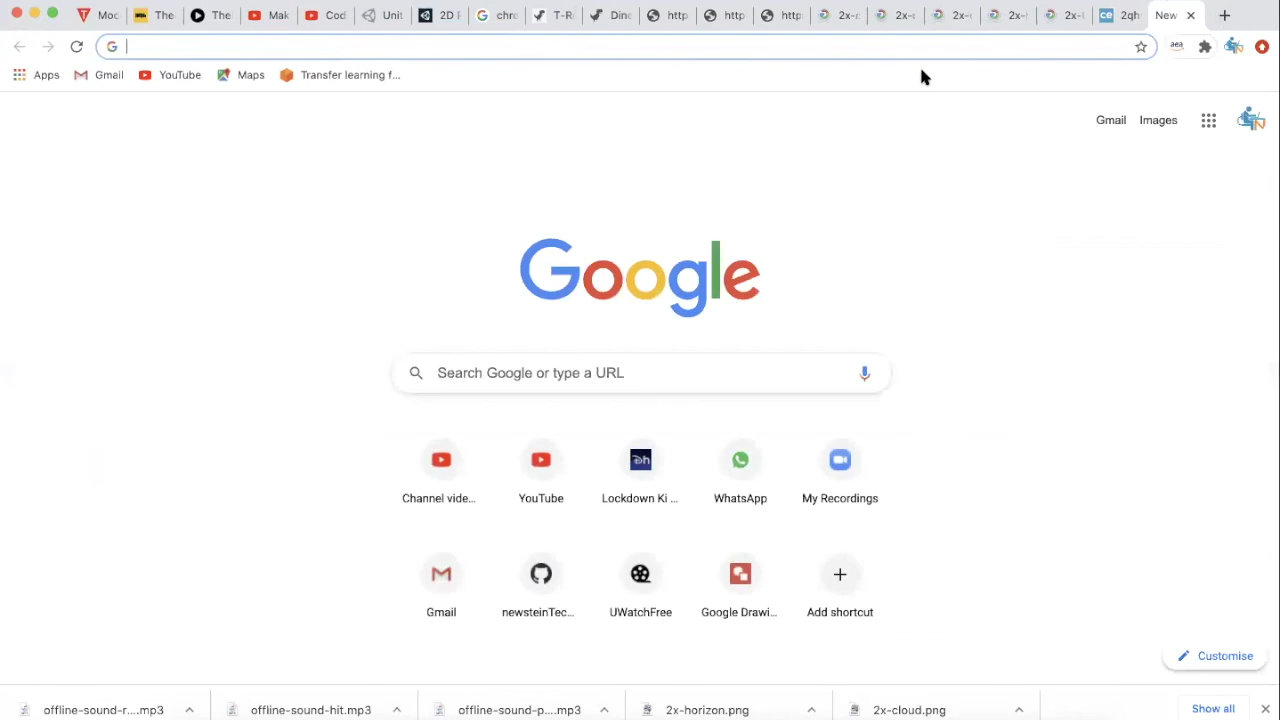 Mod The The Mak Cod Unit 2D chro T-R Dino http http http 2x- 2x- 2x- 2x- 2x- 2qh New
Apps Gmail YouTube Maps Transfer learning f...
Gmail Images
Google
Search Google or type a URL
Channel vide... YouTube Lockdown Ki ... WhatsApp My Recordings
Gmail newsteinTec... UWatchFree Google Drawi... Add shortcut
Customise
offline-sound-r....mp3 offline-sound-hit.mp3 offline-sound-p....mp3 2x-horizon.png 2x-cloud.png Show all